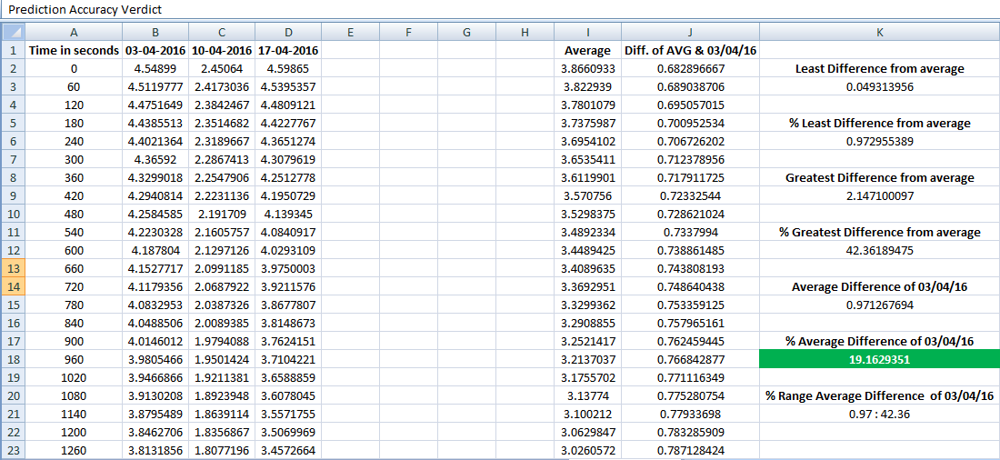 Prediction Accuracy Verdict
A B C D E F G H I J K
1 Time in seconds 03-04-2016 10-04-2016 17-04-2016 Average Diff. of AVG & 03/04/16
2 0 4.54899 2.45064 4.59865 3.8660933 0.682896667 Least Difference from average
3 60 4.5119777 2.4173036 4.5395357 3.822939 0.689038706 0.049313956
4 120 4.4751649 2.3842467 4.4809121 3.7801079 0.695057015
5 180 4.4385513 2.3514682 4.4227767 3.7375987 0.700952534 % Least Difference from average
6 240 4.4021364 2.3189667 4.3651274 3.6954102 0.706726202 0.972955389
7 300 4.36592 2.2867413 4.3079619 3.6535411 0.712378956
8 360 4.3299018 2.2547906 4.2512778 3.6119901 0.717911725 Greatest Difference from average
9 420 4.2940814 2.2231136 4.1950729 3.570756 0.72332544 2.147100097
10 480 4.2584585 2.191709 4.139345 3.5298375 0.728621024
11 540 4.2230328 2.1605757 4.0840917 3.4892334 0.7337994 % Greatest Difference from average
12 600 4.187804 2.1297126 4.0293109 3.4489425 0.738861485 42.36189475
13 660 4.1527717 2.0991185 3.9750003 3.4089635 0.743808193
14 720 4.1179356 2.0687922 3.9211576 3.3692951 0.748640438 Average Difference of 03/04/16
15 780 4.0832953 2.0387326 3.8677807 3.3299362 0.753359125 0.971267694
16 840 4.0488506 2.0089385 3.8148673 3.2908855 0.757965161
17 900 4.0146012 1.9794088 3.7624151 3.2521417 0.762459445 % Average Difference of 03/04/16
18 960 3.9805466 1.9501424 3.7104221 3.2137037 0.766842877 19.1629351
19 1020 3.9466866 1.9211381 3.6588859 3.1755702 0.771116349
20 1080 3.9130208 1.8923948 3.6078045 3.13774 0.775280754 % Range Average Difference of 03/04/16
21 1140 3.8795489 1.8639114 3.5571755 3.100212 0.77933698 0.97 : 42.36
22 1200 3.8462706 1.8356867 3.5069969 3.0629847 0.783285909
23 1260 3.8131856 1.8077196 3.4572664 3.0260572 0.787128424